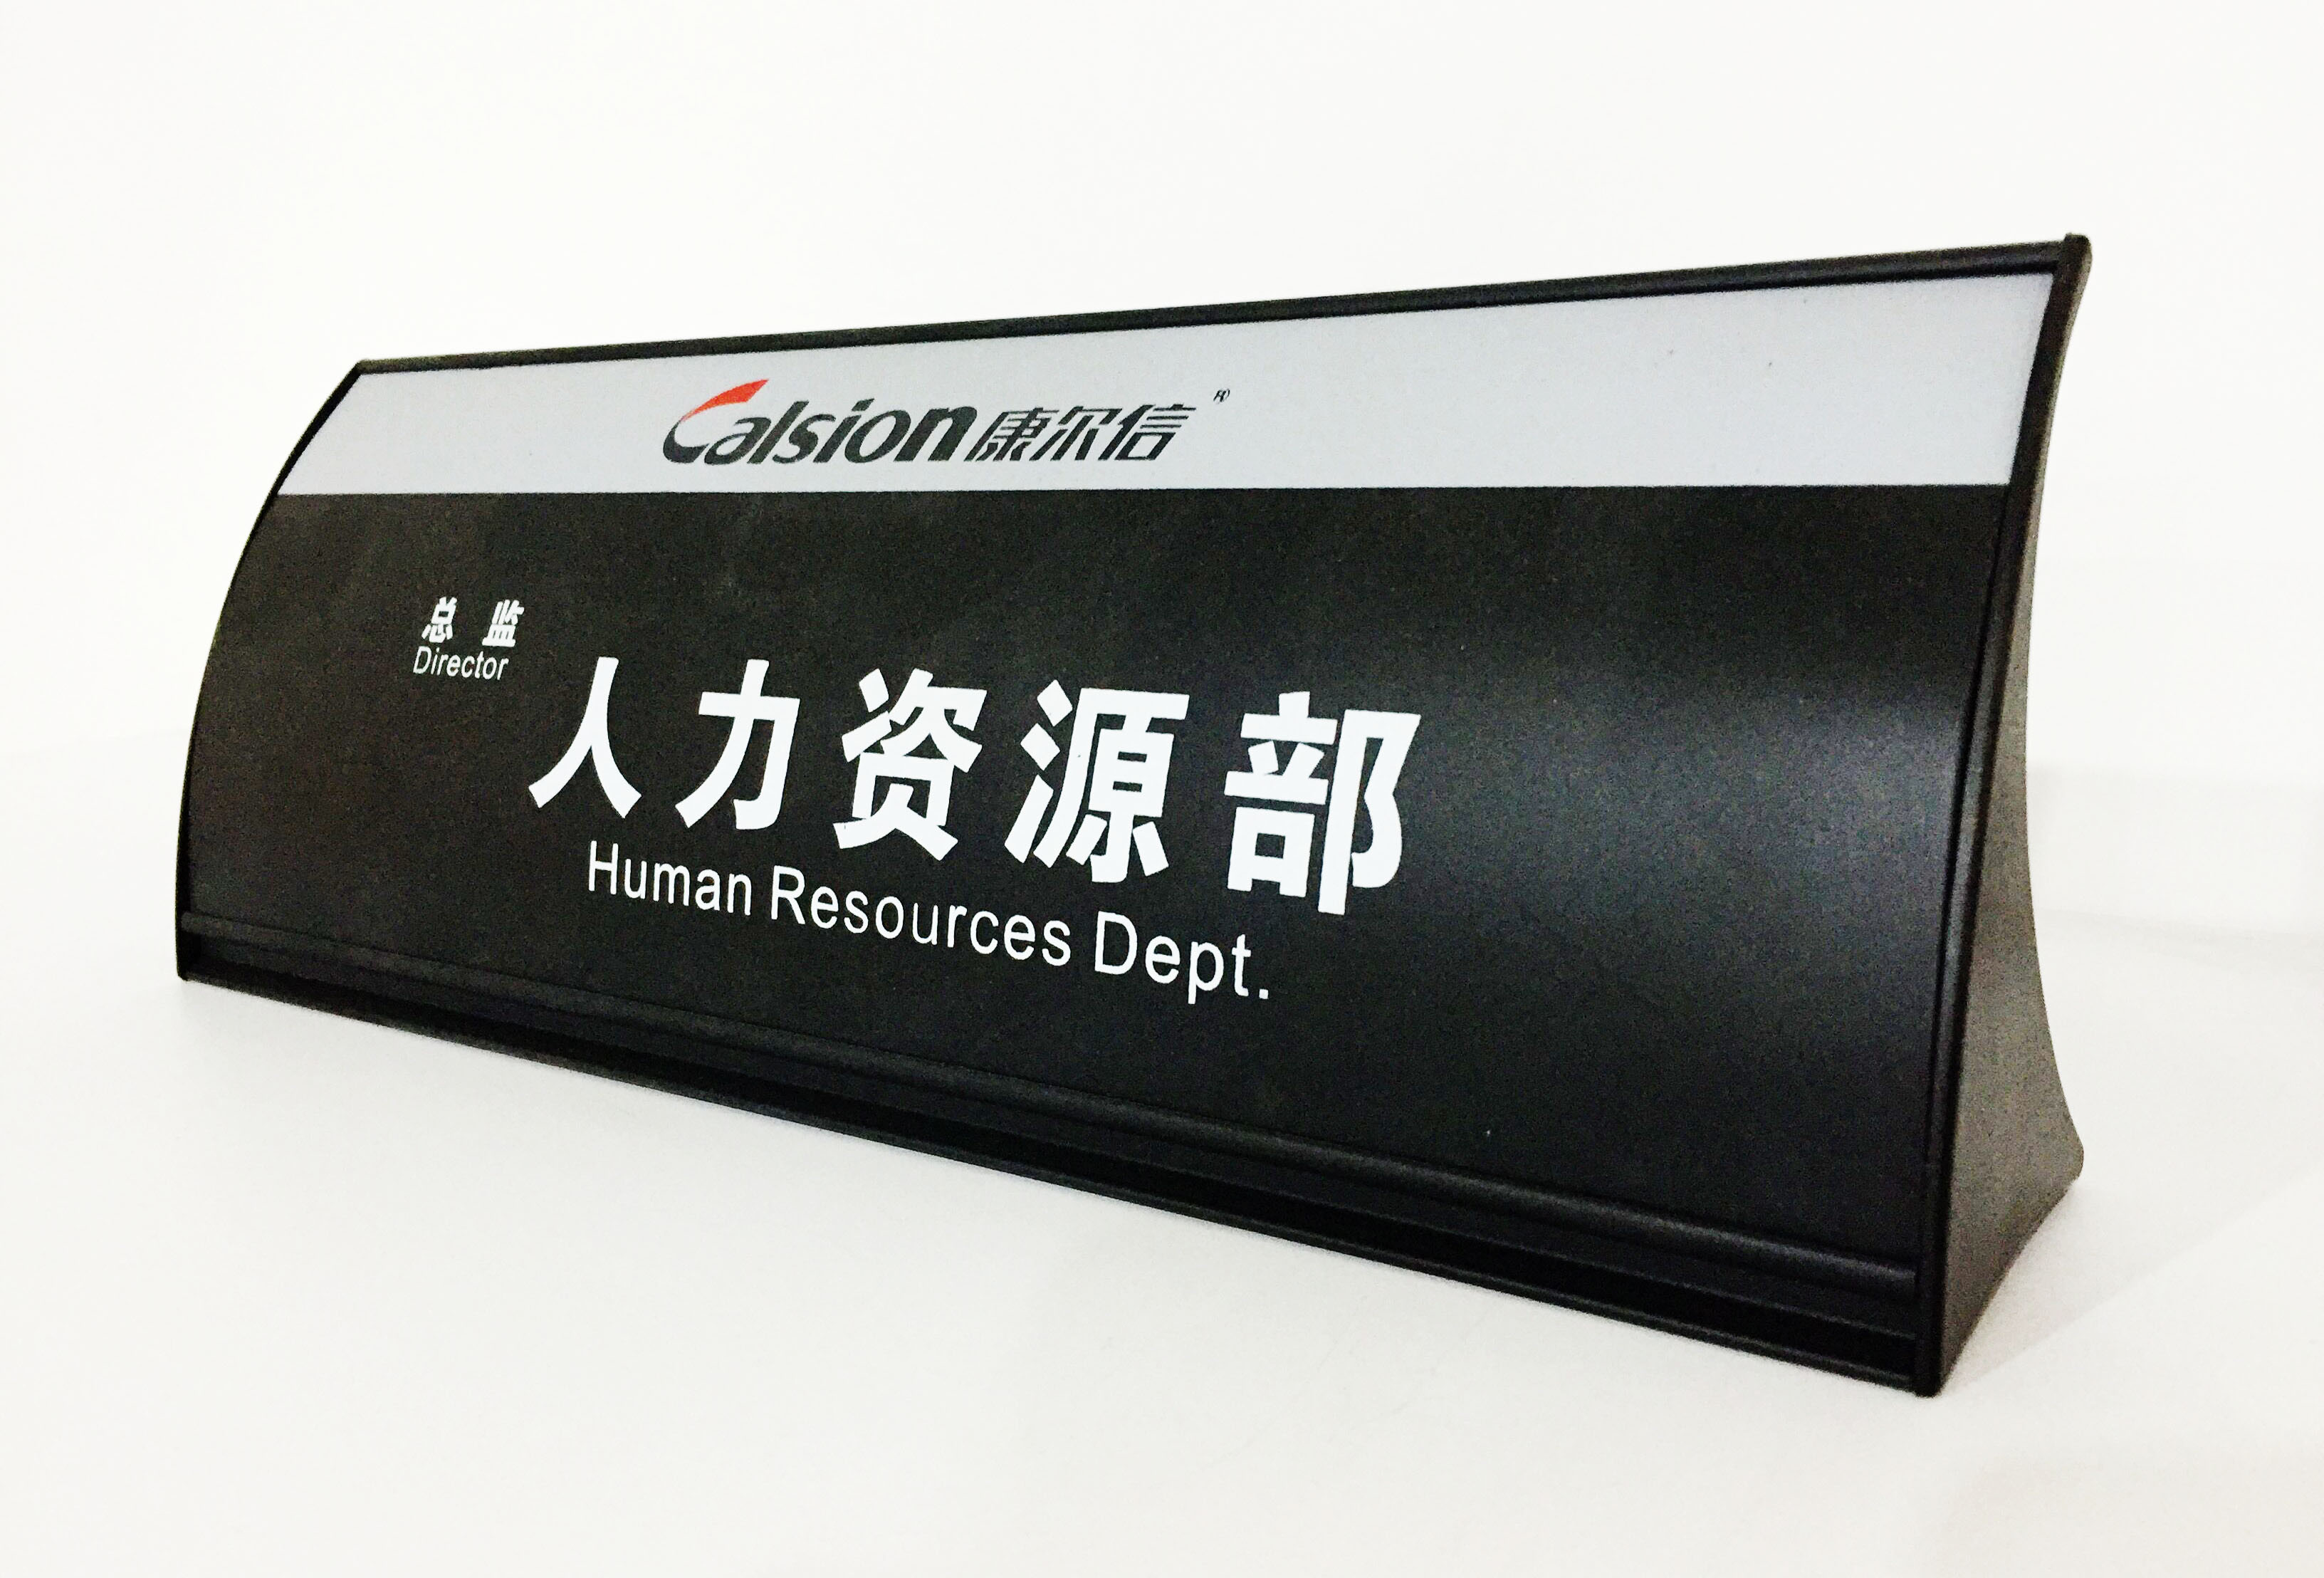 Calsion康尔信®
总 监
Director
人力资源部
Human Resources Dept.